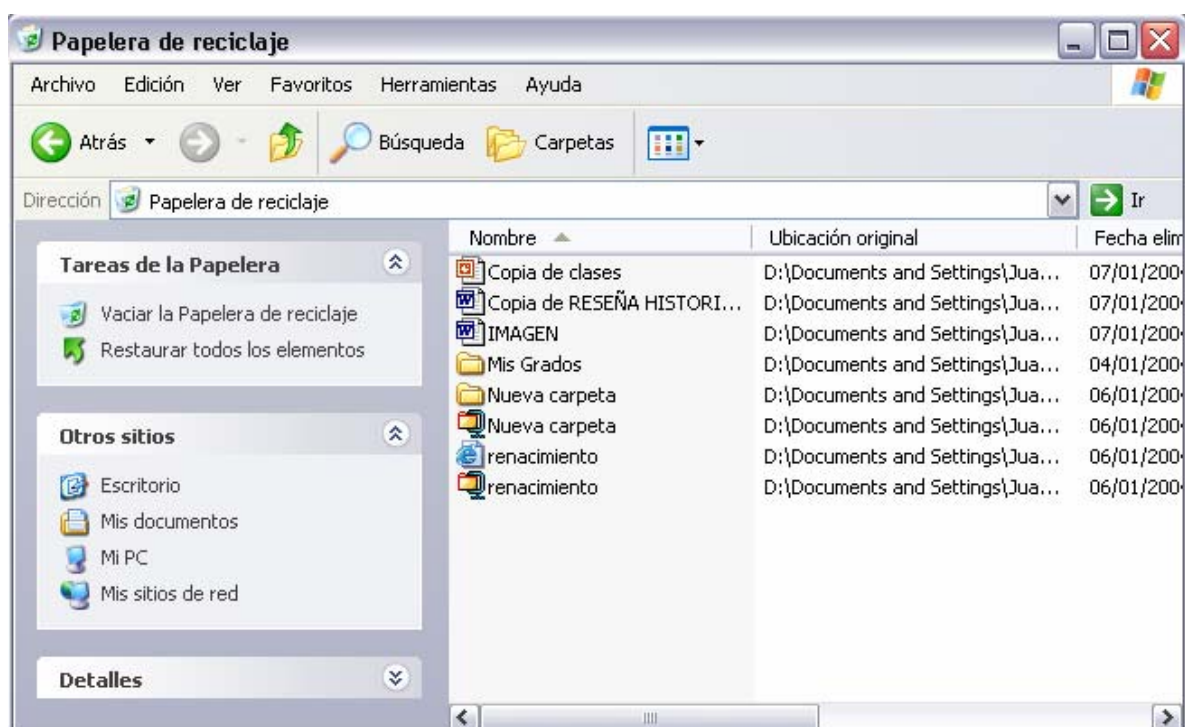 Papelera de reciclaje
Archivo Edición Ver Favoritos Herramientas Ayuda
Atrás Búsqueda Carpetas
Dirección Papelera de reciclaje Ir
Tareas de la Papelera
Vaciar la Papelera de reciclaje
Restaurar todos los elementos
Otros sitios
Escritorio
Mis documentos
Mi PC
Mis sitios de red
Detalles
Nombre Ubicación original Fecha elim
Copia de clases D:\Documents and Settings\Jua... 07/01/200
Copia de RESEÑA HISTORI... D:\Documents and Settings\Jua... 07/01/200
IMAGEN D:\Documents and Settings\Jua... 07/01/200
Mis Grados D:\Documents and Settings\Jua... 04/01/200
Nueva carpeta D:\Documents and Settings\Jua... 06/01/200
Nueva carpeta D:\Documents and Settings\Jua... 06/01/200
renacimiento D:\Documents and Settings\Jua... 06/01/200
renacimiento D:\Documents and Settings\Jua... 06/01/200